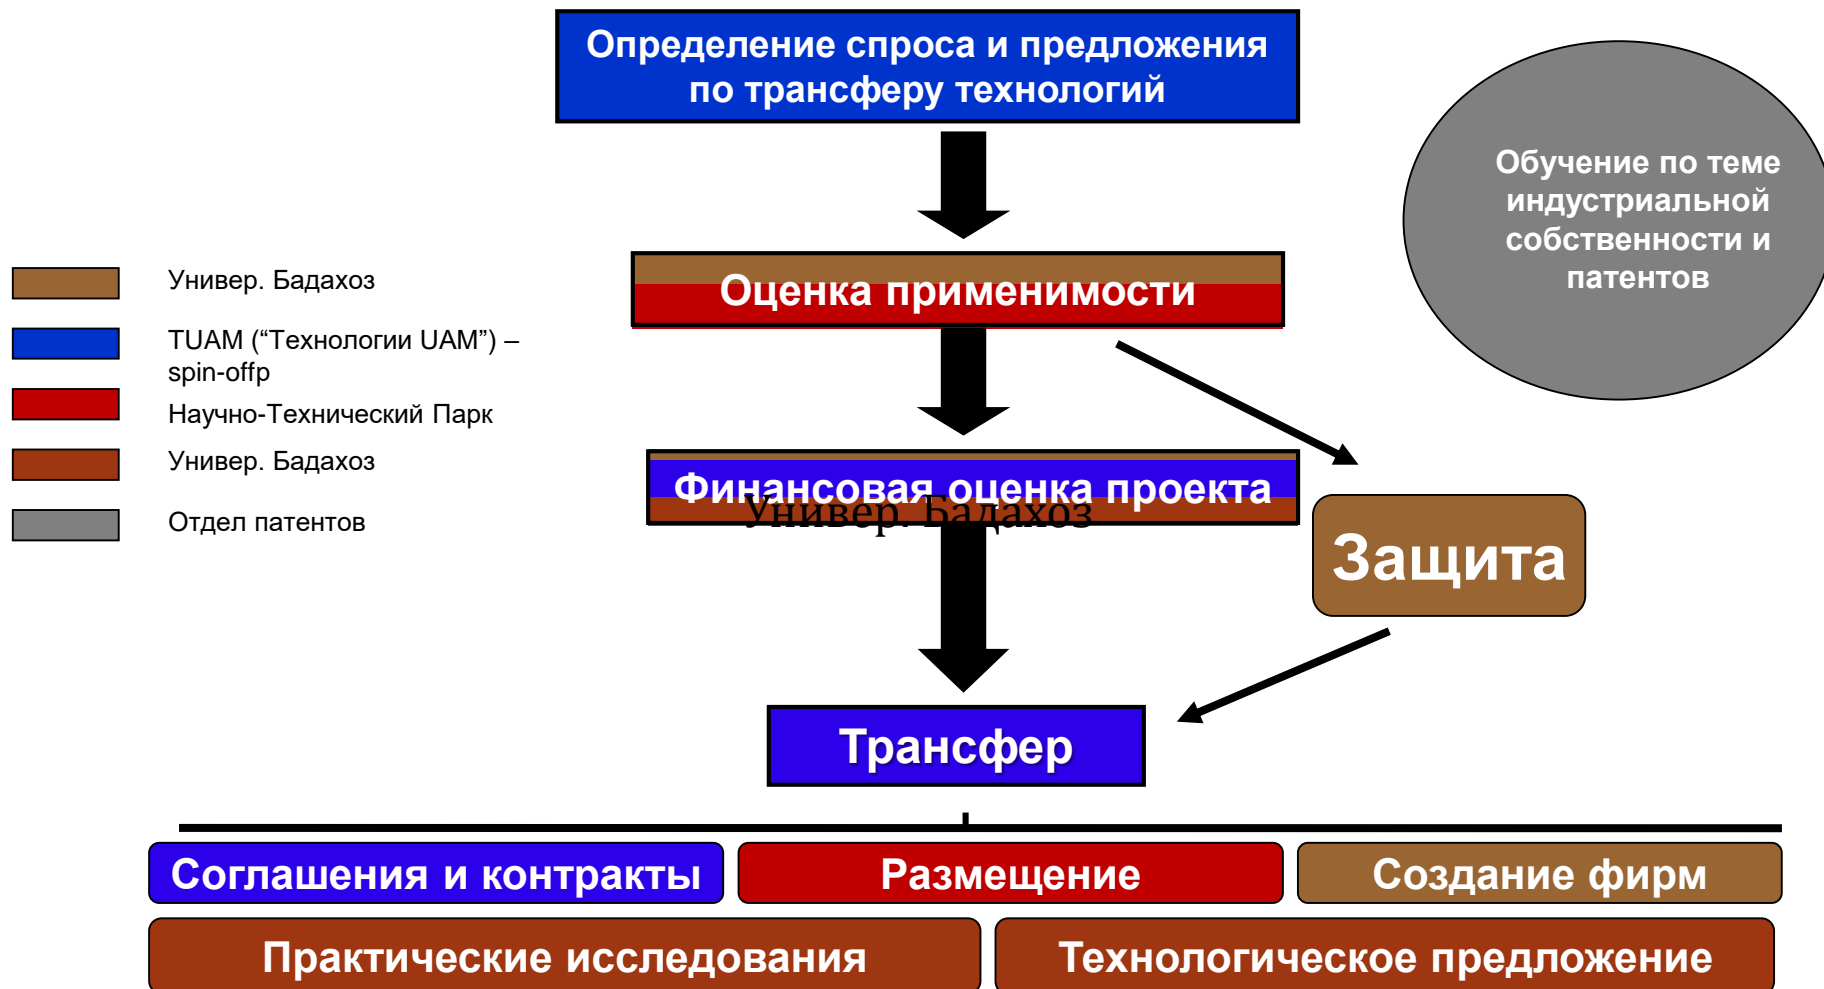 Определение спроса и предложения
по трансферу технологий
Обучение по теме
индустриальной
собственности и
патентов
Оценка применимости
Универ. Бадахоз
TUAM (“Технологии UAM”) –
spin-offp
Научно-Технический Парк
Универ. Бадахоз
Отдел патентов
Финансовая оценка проекта
Универ. Бадахоз
Защита
Трансфер
Соглашения и контракты
Размещение
Создание фирм
Практические исследования
Технологическое предложение